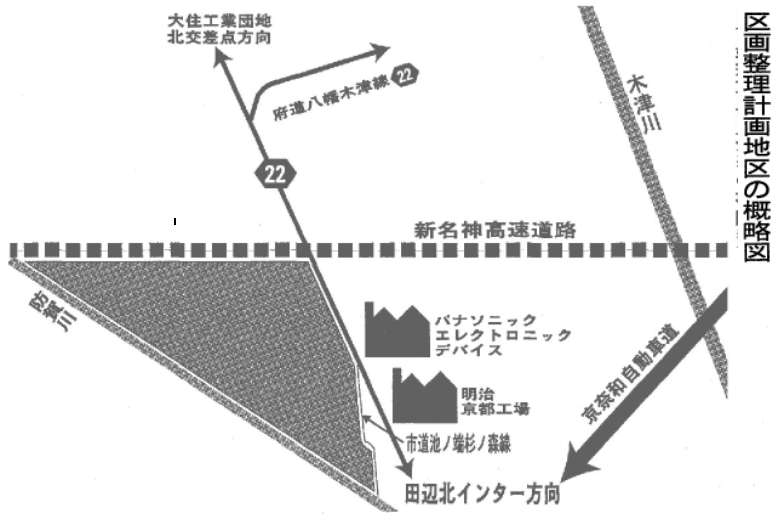 区画整理計画地区の概略図
大住工業団地
北交差点方向
府道八幡木津線22
22
木津川
新名神高速道路
防賀川
パナソニック
エレクトロニック
デバイス
明治
京都工場
京奈和自動車道
市道池ノ端杉ノ森線
田辺北インター方向